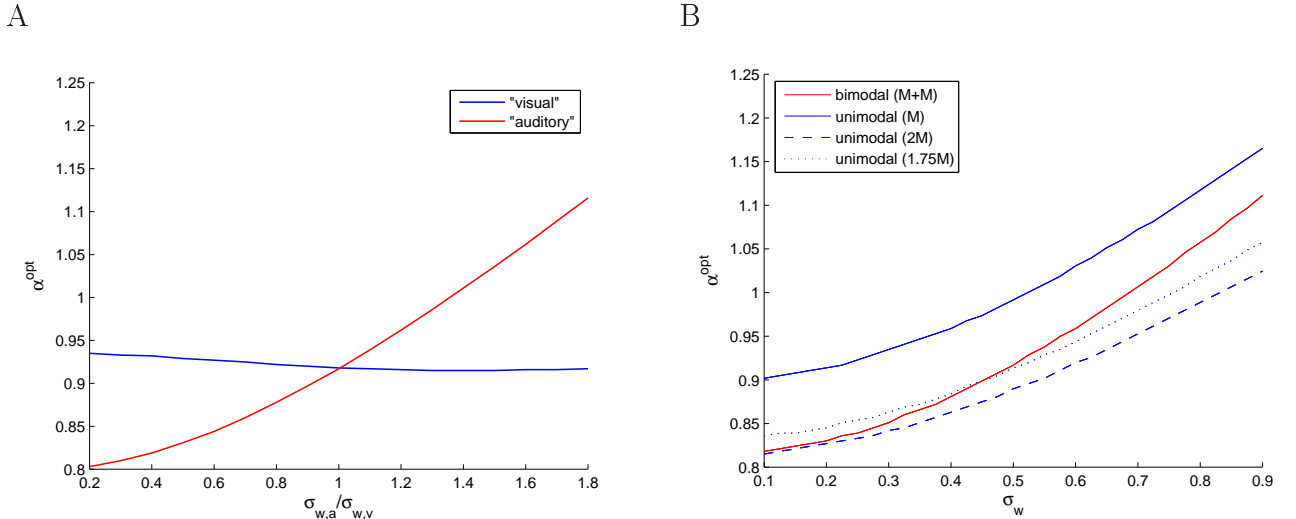 A
1.25
1.2
1.15
1.1
1.05
1
0.95
0.9
0.85
0.8
α^opt
"visual"
"auditory"
0.2 0.4 0.6 0.8 1.0 1.2 1.4 1.6 1.8
σ_w,a/σ_w,v
B
1.25
1.2
1.15
1.1
1.05
1
0.95
0.9
0.85
0.8
α^opt
bimodal (M+M)
unimodal (M)
unimodal (2M)
unimodal (1.75M)
0.1 0.2 0.3 0.4 0.5 0.6 0.7 0.8 0.9
σ_w